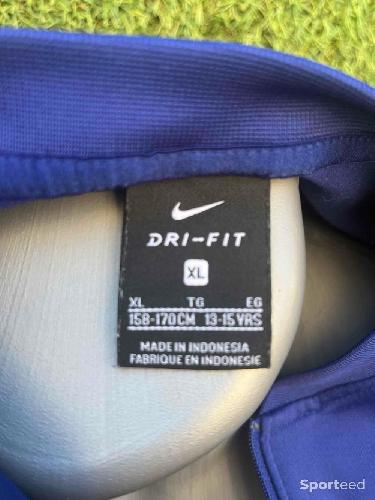 DRI-FIT
XL
XL TG EG
158-170CM 13-15YRS
MADE IN INDONESIA
FABRIQUE EN INDONESIE
Sporteed